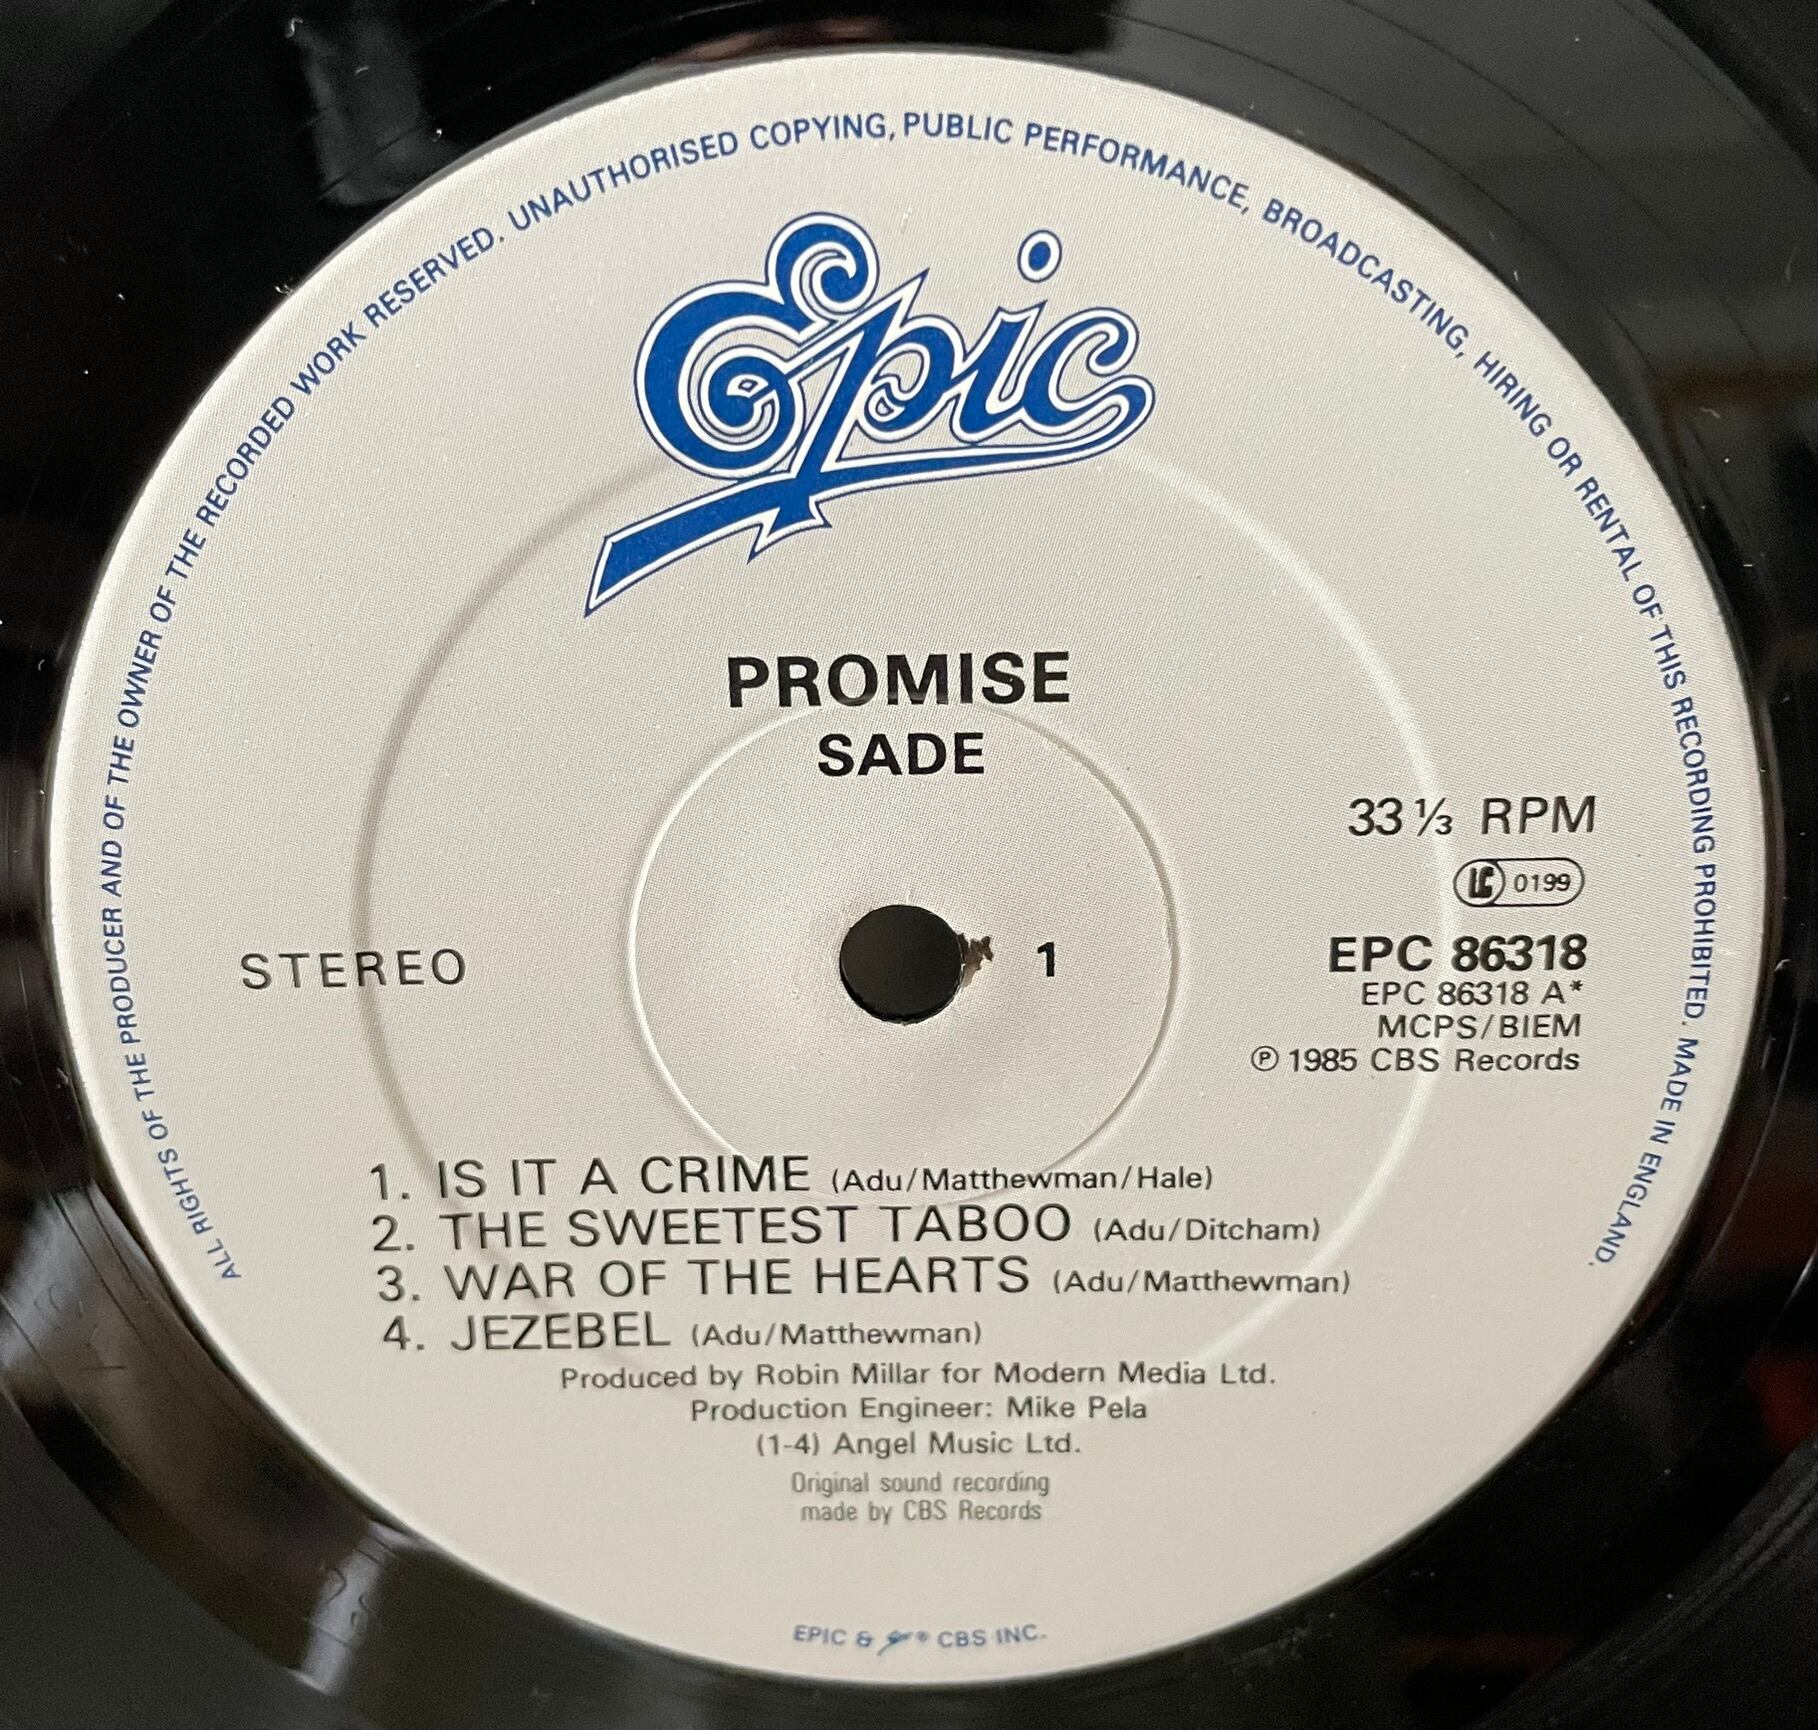 ALL RIGHTS OF THE PRODUCER AND OF THE OWNER OF THE RECORDED WORK RESERVED. UNAUTHORISED COPYING, PUBLIC PERFORMANCE, BROADCASTING, HIRING OR RENTAL OF THIS RECORDING PROHIBITED. MADE IN ENGLAND.
Epic
PROMISE
SADE
33 ⅓ RPM
LC 0199
STEREO
1
EPC 86318
EPC 86318 A*
MCPS/BIEM
℗ 1985 CBS Records
1. IS IT A CRIME (Adu/Matthewman/Hale)
2. THE SWEETEST TABOO (Adu/Ditcham)
3. WAR OF THE HEARTS (Adu/Matthewman)
4. JEZEBEL (Adu/Matthewman)
Produced by Robin Millar for Modern Media Ltd.
Production Engineer: Mike Pela
(1-4) Angel Music Ltd.
Original sound recording
made by CBS Records
EPIC & ® CBS INC.